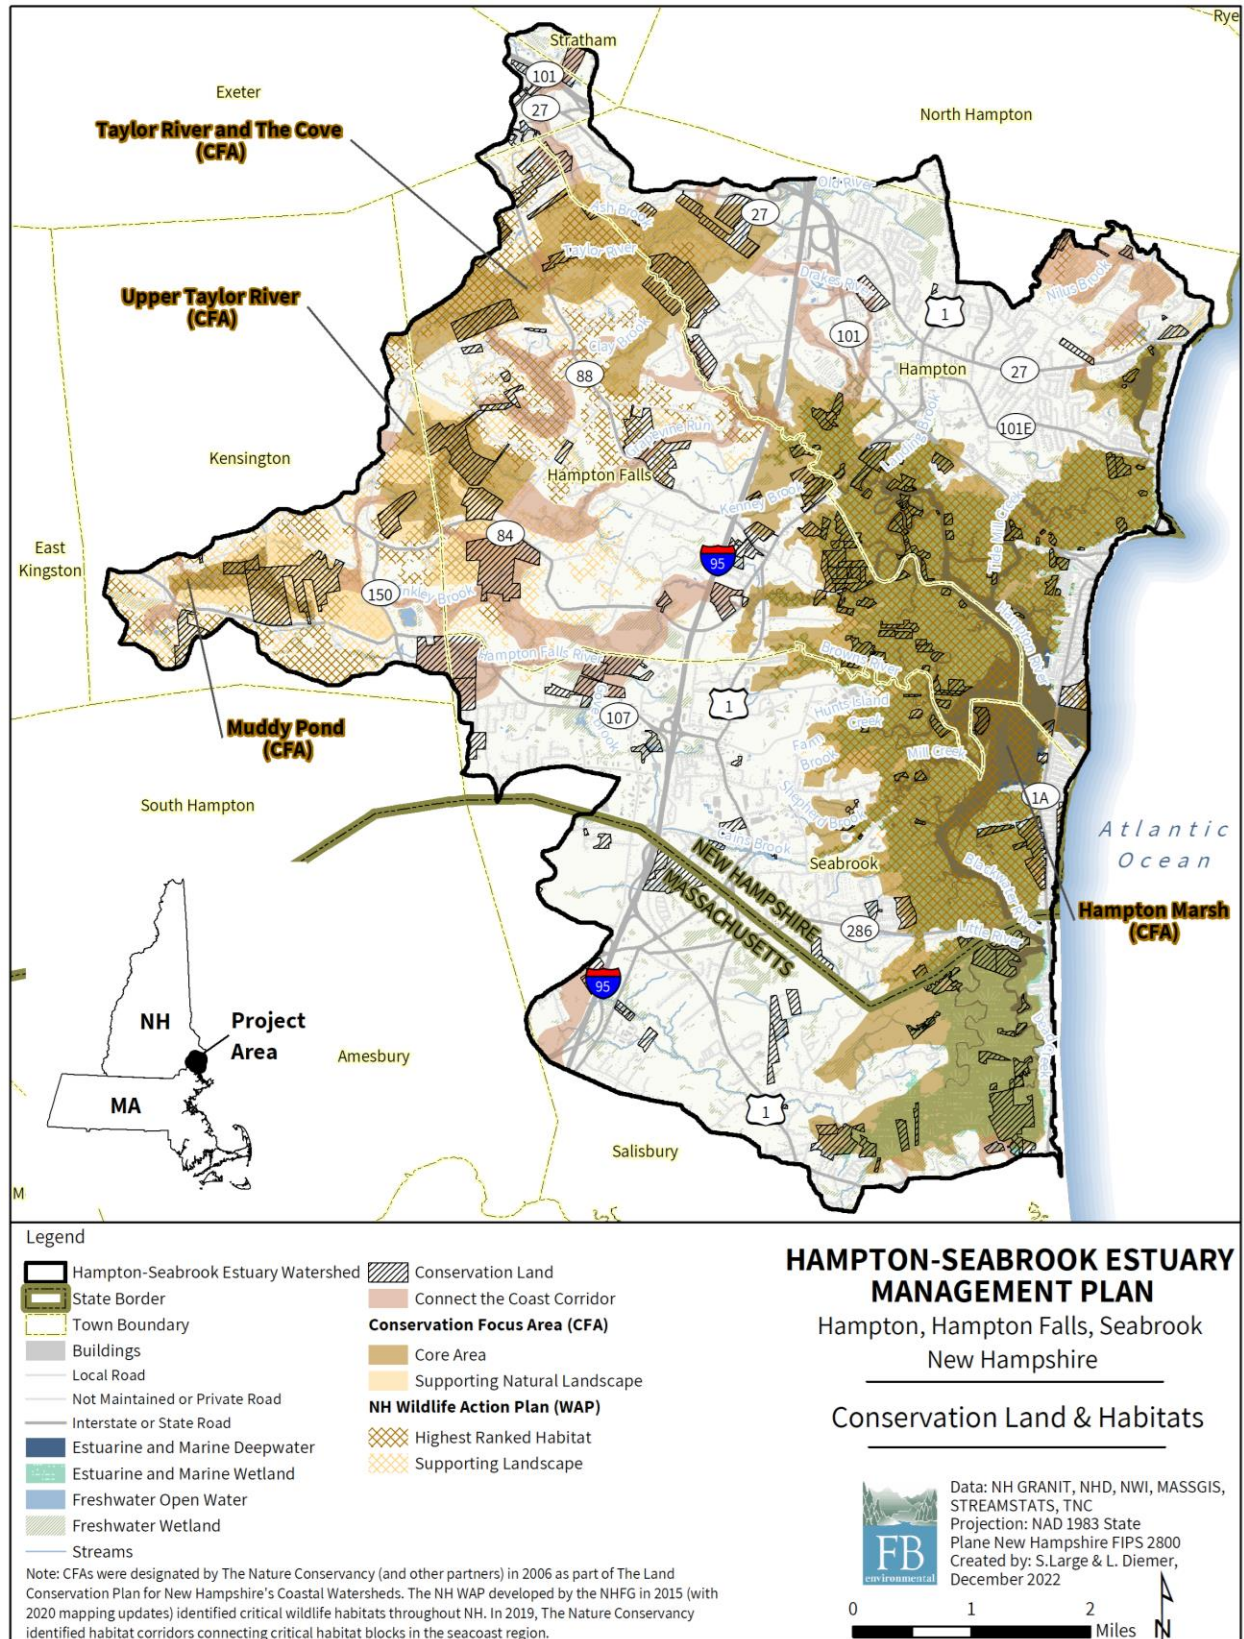 Stratham
Rye
101
Exeter
27
North Hampton
Taylor River and The Cove
(CFA)
Old River
Ash Brook
27
Taylor River
Drakes River
Nilus Brook
Upper Taylor River
(CFA)
1
101
Clay Brook
Hampton
27
88
101E
Grapevine Run
Landing Brook
Kensington
Hampton Falls
Kenney Brook
Tide Mill Creek
84
East
Kingston
95
150
Hampton River
Hampton Falls River
Browns River
1
Hunts Island
Creek
107
Muddy Pond
(CFA)
Farm
Brook
Mill Creek
South Hampton
1A
Shepherd Brook
Atlantic
Ocean
Cains Brook
Seabrook
NEW HAMPSHIRE
MASSACHUSETTS
Blackwater River
Hampton Marsh
(CFA)
286
Little River
95
NH
Project
Area
Amesbury
MA
1
Salisbury
M
Legend
Hampton-Seabrook Estuary Watershed
State Border
Town Boundary
Buildings
Local Road
Not Maintained or Private Road
Interstate or State Road
Estuarine and Marine Deepwater
Estuarine and Marine Wetland
Freshwater Open Water
Freshwater Wetland
Streams
Conservation Land
Connect the Coast Corridor
Conservation Focus Area (CFA)
Core Area
Supporting Natural Landscape
NH Wildlife Action Plan (WAP)
Highest Ranked Habitat
Supporting Landscape
Note: CFAs were designated by The Nature Conservancy (and other partners) in 2006 as part of The Land
Conservation Plan for New Hampshire's Coastal Watersheds. The NH WAP developed by the NHFG in 2015 (with
2020 mapping updates) identified critical wildlife habitats throughout NH. In 2019, The Nature Conservancy
identified habitat corridors connecting critical habitat blocks in the seacoast region.
HAMPTON-SEABROOK ESTUARY
MANAGEMENT PLAN
Hampton, Hampton Falls, Seabrook
New Hampshire
Conservation Land & Habitats
FB
environmental
Data: NH GRANIT, NHD, NWI, MASSGIS,
STREAMSTATS, TNC
Projection: NAD 1983 State
Plane New Hampshire FIPS 2800
Created by: S.Large & L. Diemer,
December 2022
0 1 2
Miles
N